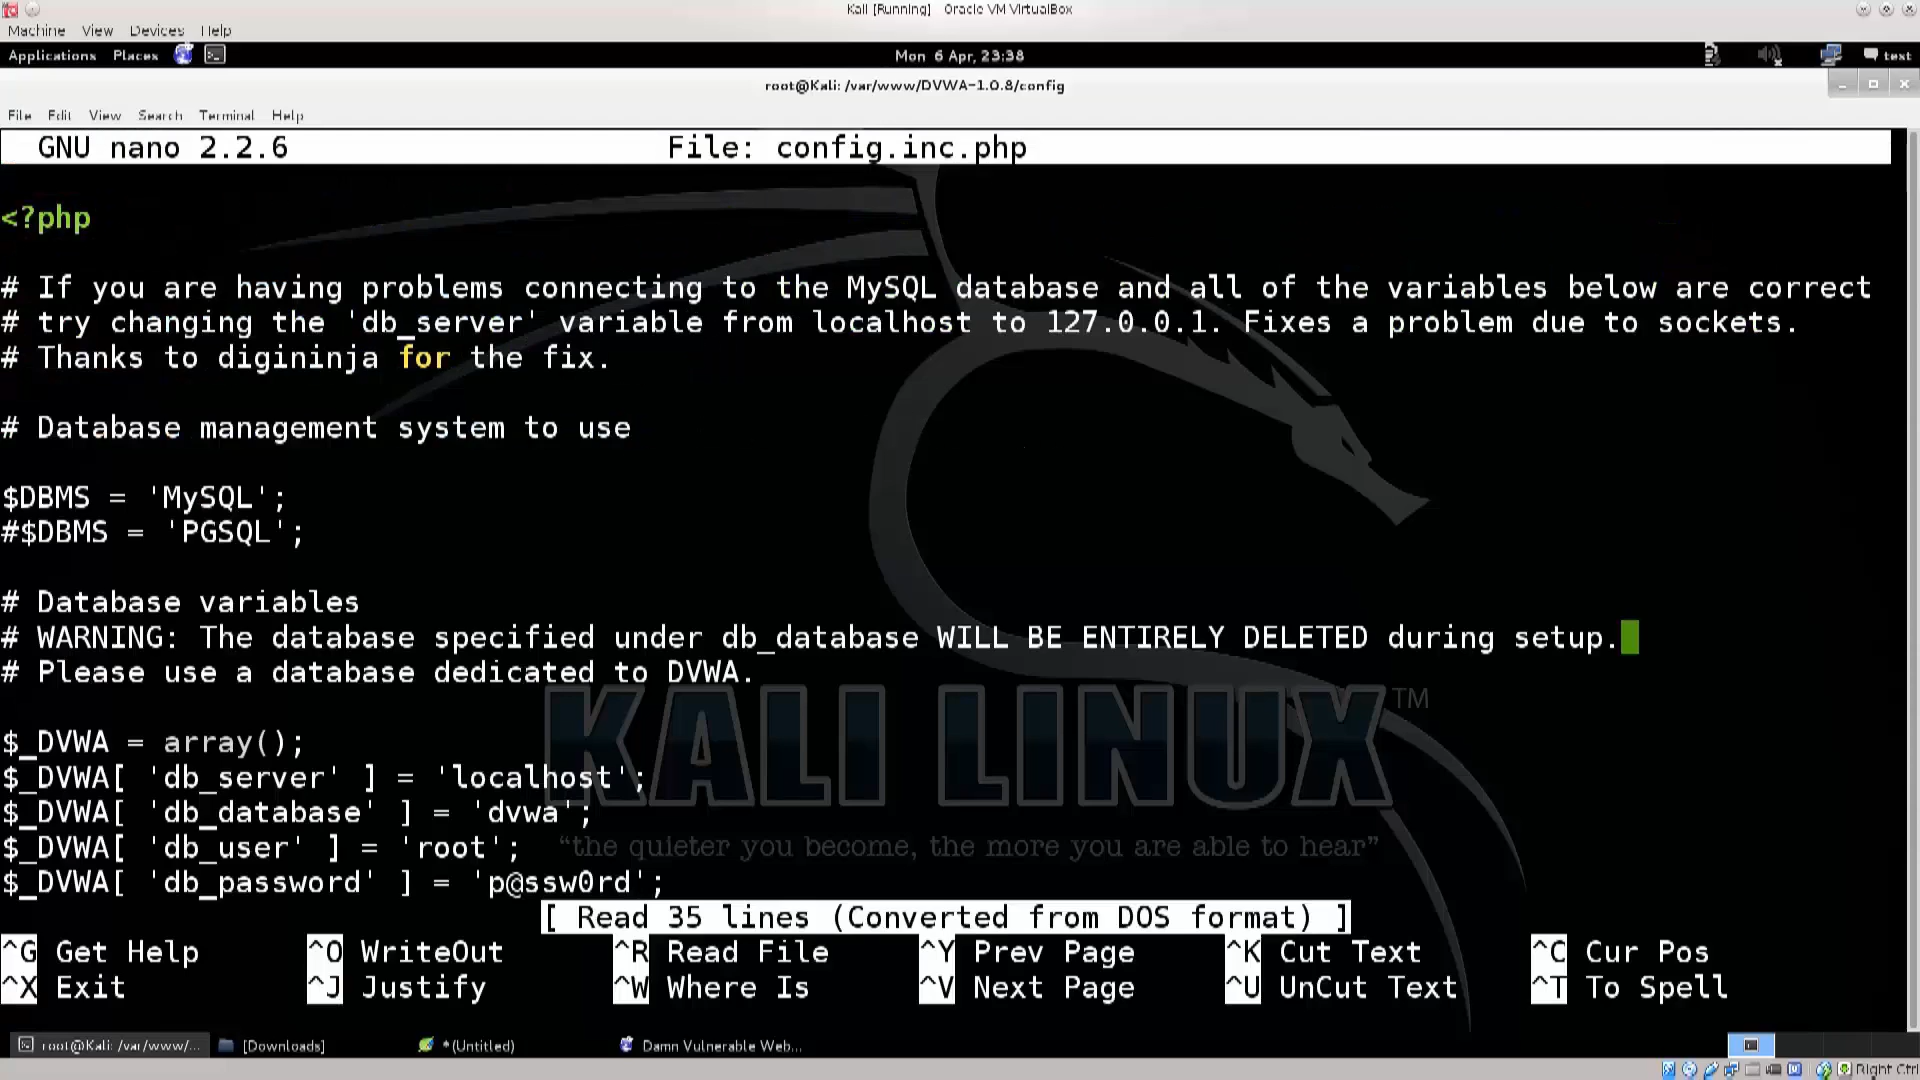 Kali [Running] - Oracle VM VirtualBox
Machine View Devices Help
Applications Places Mon 6 Apr, 23:38 test
root@Kali: /var/www/DVWA-1.0.8/config
File Edit View Search Terminal Help
GNU nano 2.2.6 File: config.inc.php
<?php
# If you are having problems connecting to the MySQL database and all of the variables below are correct
# try changing the 'db_server' variable from localhost to 127.0.0.1. Fixes a problem due to sockets.
# Thanks to digininja for the fix.
# Database management system to use
$DBMS = 'MySQL';
#$DBMS = 'PGSQL';
# Database variables
# WARNING: The database specified under db_database WILL BE ENTIRELY DELETED during setup.
# Please use a database dedicated to DVWA.
$_DVWA = array();
$_DVWA[ 'db_server' ] = 'localhost';
$_DVWA[ 'db_database' ] = 'dvwa';
$_DVWA[ 'db_user' ] = 'root';
$_DVWA[ 'db_password' ] = 'p@ssw0rd';
KALI LINUX™
“the quieter you become, the more you are able to hear”
[ Read 35 lines (Converted from DOS format) ]
^G Get Help ^O WriteOut ^R Read File ^Y Prev Page ^K Cut Text ^C Cur Pos
^X Exit ^J Justify ^W Where Is ^V Next Page ^U UnCut Text ^T To Spell
root@Kali: /var/www/... [Downloads] *(Untitled) Damn Vulnerable Web...
Right Ctrl